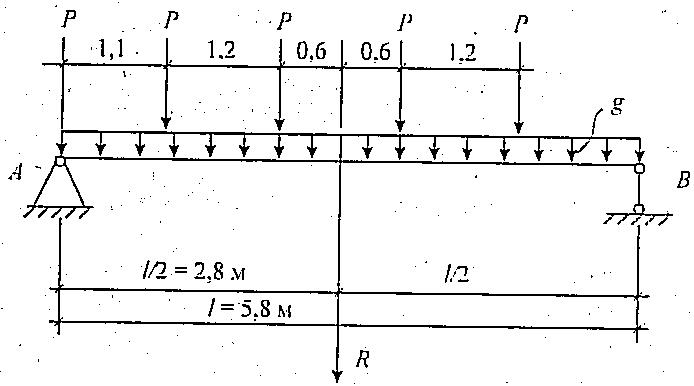 P P P P P
1,1 1,2 0,6 0,6 1,2
g
A B
l/2 = 2,8 м l/2
l = 5,8 м
R